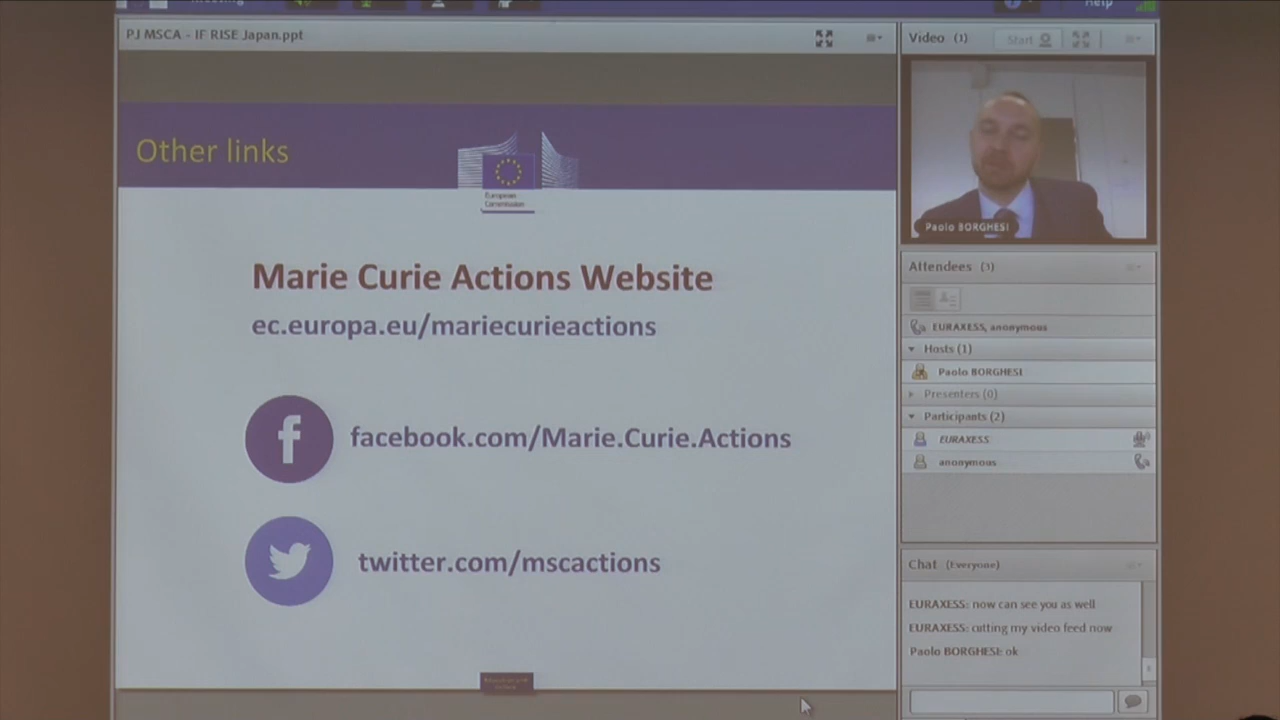 Meeting
Help
PJ MSCA - IF RISE Japan.ppt
Other links
European
Commission
Marie Curie Actions Website
ec.europa.eu/mariecurieactions
facebook.com/Marie.Curie.Actions
twitter.com/mscactions
Video (1)
Start
Paolo BORGHESI
Attendees (3)
EURAXESS, anonymous
Hosts (1)
Paolo BORGHESI
Presenters (0)
Participants (2)
EURAXESS
anonymous
Chat (Everyone)
EURAXESS: now can see you as well
EURAXESS: cutting my video feed now
Paolo BORGHESI: ok